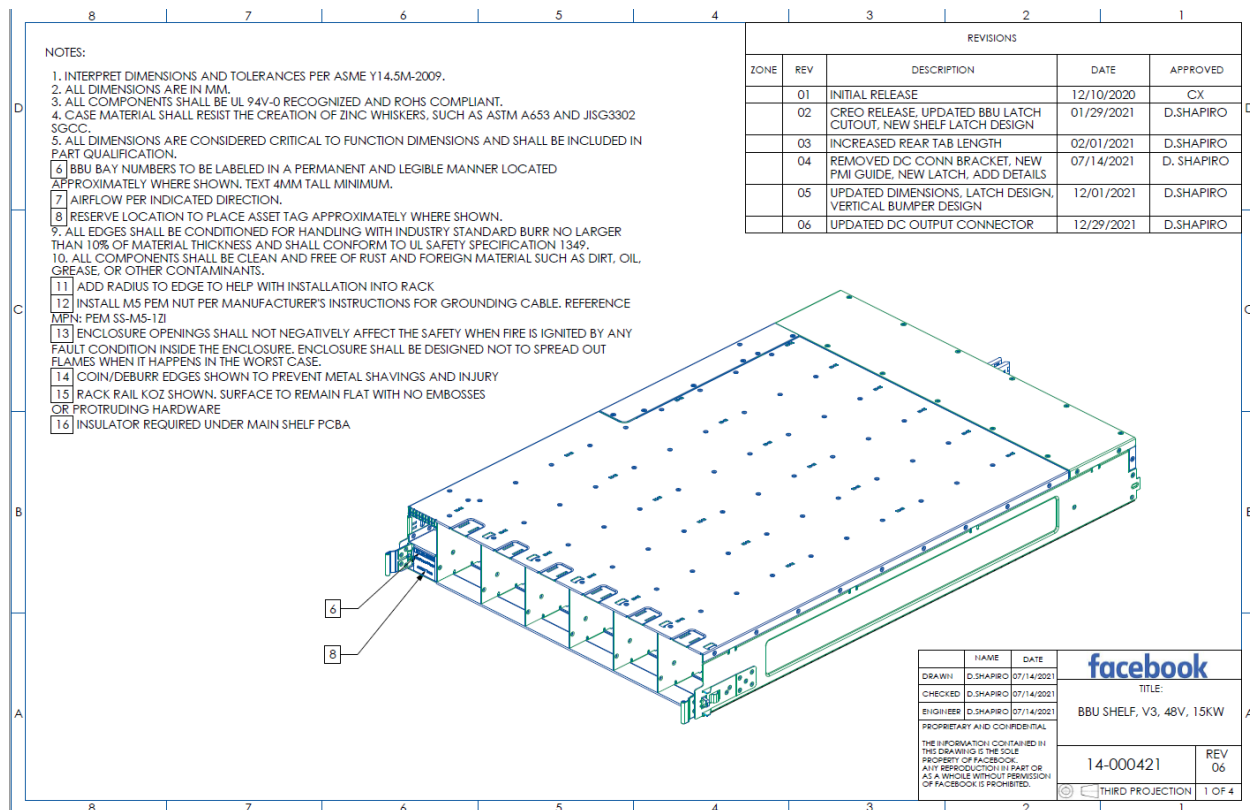 8 7 6 5 4 3 2 1
NOTES:
1. INTERPRET DIMENSIONS AND TOLERANCES PER ASME Y14.5M-2009.
2. ALL DIMENSIONS ARE IN MM.
3. ALL COMPONENTS SHALL BE UL 94V-0 RECOGNIZED AND ROHS COMPLIANT.
4. CASE MATERIAL SHALL RESIST THE CREATION OF ZINC WHISKERS, SUCH AS ASTM A653 AND JISG3302
SGCC.
5. ALL DIMENSIONS ARE CONSIDERED CRITICAL TO FUNCTION DIMENSIONS AND SHALL BE INCLUDED IN
PART QUALIFICATION.
6 BBU BAY NUMBERS TO BE LABELED IN A PERMANENT AND LEGIBLE MANNER LOCATED
APPROXIMATELY WHERE SHOWN. TEXT 4MM TALL MINIMUM.
7 AIRFLOW PER INDICATED DIRECTION.
8 RESERVE LOCATION TO PLACE ASSET TAG APPROXIMATELY WHERE SHOWN.
9. ALL EDGES SHALL BE CONDITIONED FOR HANDLING WITH INDUSTRY STANDARD BURR NO LARGER
THAN 10% OF MATERIAL THICKNESS AND SHALL CONFORM TO UL SAFETY SPECIFICATION 1349.
10. ALL COMPONENTS SHALL BE CLEAN AND FREE OF RUST AND FOREIGN MATERIAL SUCH AS DIRT, OIL,
GREASE, OR OTHER CONTAMINANTS.
11 ADD RADIUS TO EDGE TO HELP WITH INSTALLATION INTO RACK
12 INSTALL M5 PEM NUT PER MANUFACTURER'S INSTRUCTIONS FOR GROUNDING CABLE. REFERENCE
MPN: PEM SS-M5-1ZI
13 ENCLOSURE OPENINGS SHALL NOT NEGATIVELY AFFECT THE SAFETY WHEN FIRE IS IGNITED BY ANY
FAULT CONDITION INSIDE THE ENCLOSURE. ENCLOSURE SHALL BE DESIGNED NOT TO SPREAD OUT
FLAMES WHEN IT HAPPENS IN THE WORST CASE.
14 COIN/DEBURR EDGES SHOWN TO PREVENT METAL SHAVINGS AND INJURY
15 RACK RAIL KOZ SHOWN. SURFACE TO REMAIN FLAT WITH NO EMBOSSES
OR PROTRUDING HARDWARE
16 INSULATOR REQUIRED UNDER MAIN SHELF PCBA
REVISIONS
ZONE REV DESCRIPTION DATE APPROVED
01 INITIAL RELEASE 12/10/2020 CX
02 CREO RELEASE, UPDATED BBU LATCH 01/29/2021 D.SHAPIRO
CUTOUT, NEW SHELF LATCH DESIGN
03 INCREASED REAR TAB LENGTH 02/01/2021 D.SHAPIRO
04 REMOVED DC CONN BRACKET, NEW 07/14/2021 D. SHAPIRO
PMI GUIDE, NEW LATCH, ADD DETAILS
05 UPDATED DIMENSIONS, LATCH DESIGN, 12/01/2021 D.SHAPIRO
VERTICAL BUMPER DESIGN
06 UPDATED DC OUTPUT CONNECTOR 12/29/2021 D.SHAPIRO
D D
C C
B B
A A
6
8
NAME DATE
DRAWN D.SHAPIRO 07/14/2021
CHECKED D.SHAPIRO 07/14/2021
ENGINEER D.SHAPIRO 07/14/2021
PROPRIETARY AND CONFIDENTIAL
THE INFORMATION CONTAINED IN
THIS DRAWING IS THE SOLE
PROPERTY OF FACEBOOK.
ANY REPRODUCTION IN PART OR
AS A WHOLE WITHOUT PERMISSION
OF FACEBOOK IS PROHIBITED.
facebook
TITLE:
BBU SHELF, V3, 48V, 15KW
14-000421
REV
06
THIRD PROJECTION 1 OF 4
8 7 6 5 4 3 2 1